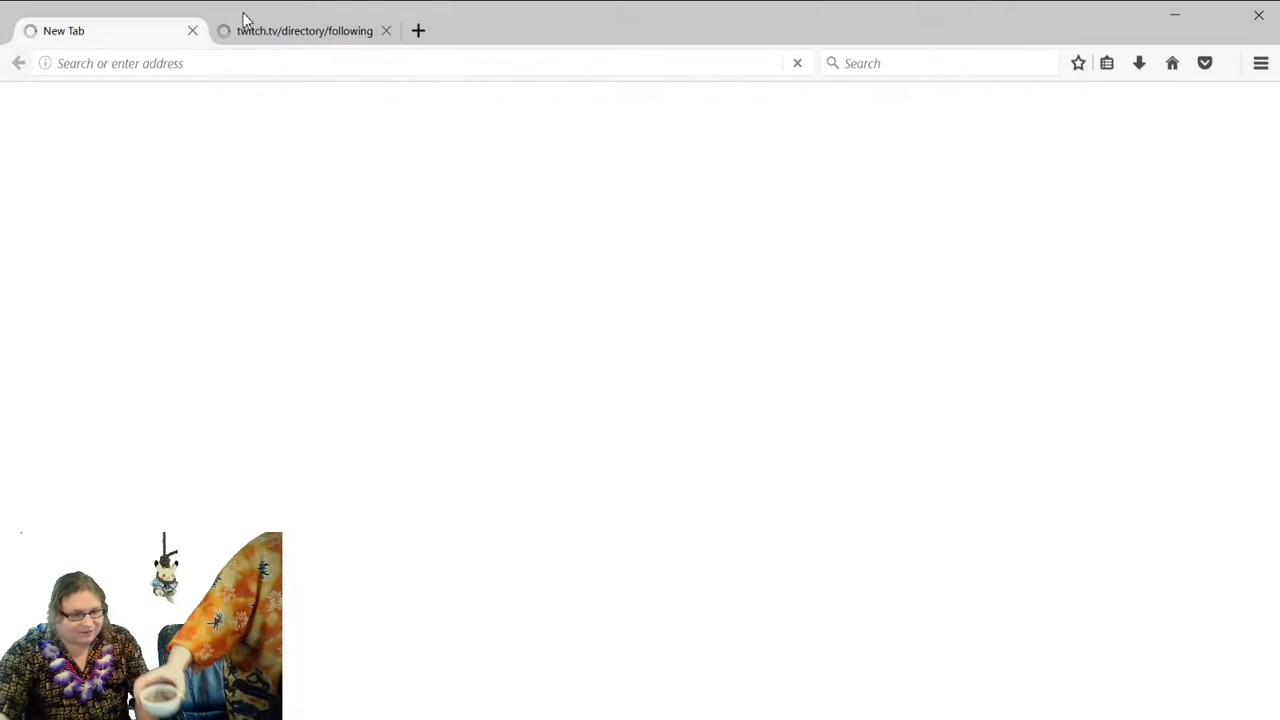 New Tab
twitch.tv/directory/following
Search or enter address
Search